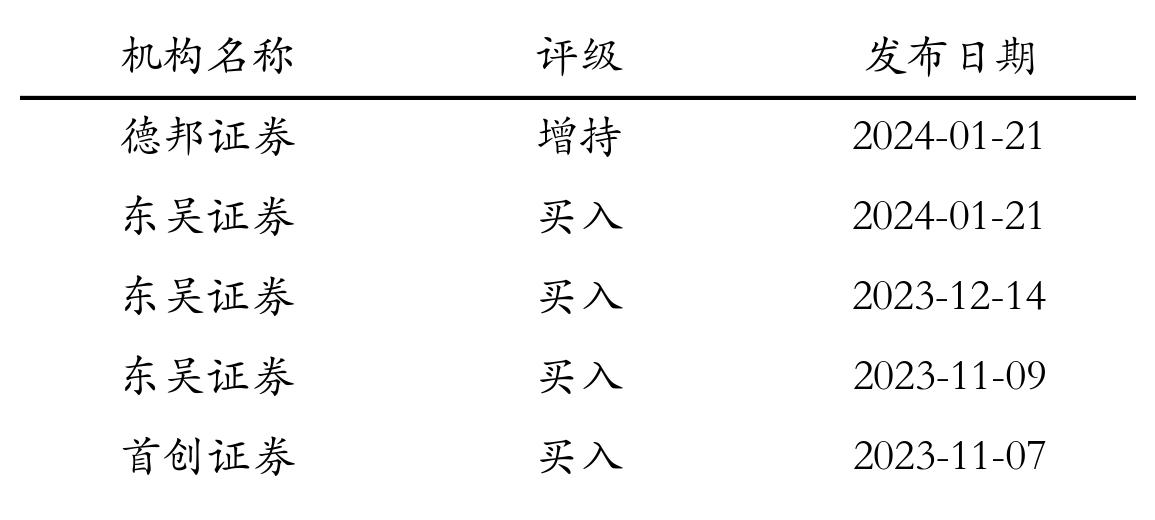 机构名称 评级 发布日期
德邦证券 增持 2024-01-21
东吴证券 买入 2024-01-21
东吴证券 买入 2023-12-14
东吴证券 买入 2023-11-09
首创证券 买入 2023-11-07